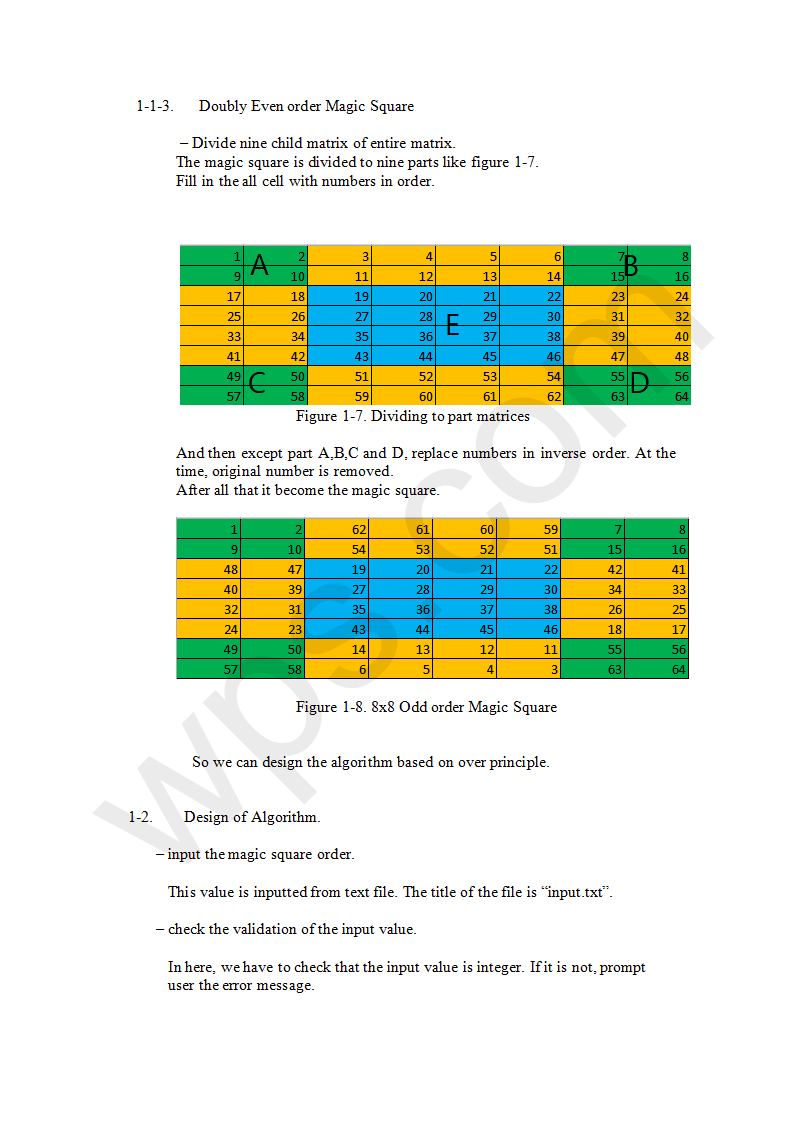 1-1-3. Doubly Even order Magic Square
– Divide nine child matrix of entire matrix.
The magic square is divided to nine parts like figure 1-7.
Fill in the all cell with numbers in order.
1 A 2 3 4 5 6 7 B 8
9 10 11 12 13 14 15 16
17 18 19 20 21 22 23 24
25 26 27 28 E 29 30 31 32
33 34 35 36 37 38 39 40
41 42 43 44 45 46 47 48
49 C 50 51 52 53 54 55 D 56
57 58 59 60 61 62 63 64
Figure 1-7. Dividing to part matrices
And then except part A,B,C and D, replace numbers in inverse order. At the
time, original number is removed.
After all that it become the magic square.
1 2 62 61 60 59 7 8
9 10 54 53 52 51 15 16
48 47 19 20 21 22 42 41
40 39 27 28 29 30 34 33
32 31 35 36 37 38 26 25
24 23 43 44 45 46 18 17
49 50 14 13 12 11 55 56
57 58 6 5 4 3 63 64
Figure 1-8. 8x8 Odd order Magic Square
So we can design the algorithm based on over principle.
1-2. Design of Algorithm.
– input the magic square order.
This value is inputted from text file. The title of the file is “input.txt”.
– check the validation of the input value.
In here, we have to check that the input value is integer. If it is not, prompt
user the error message.
wps.com